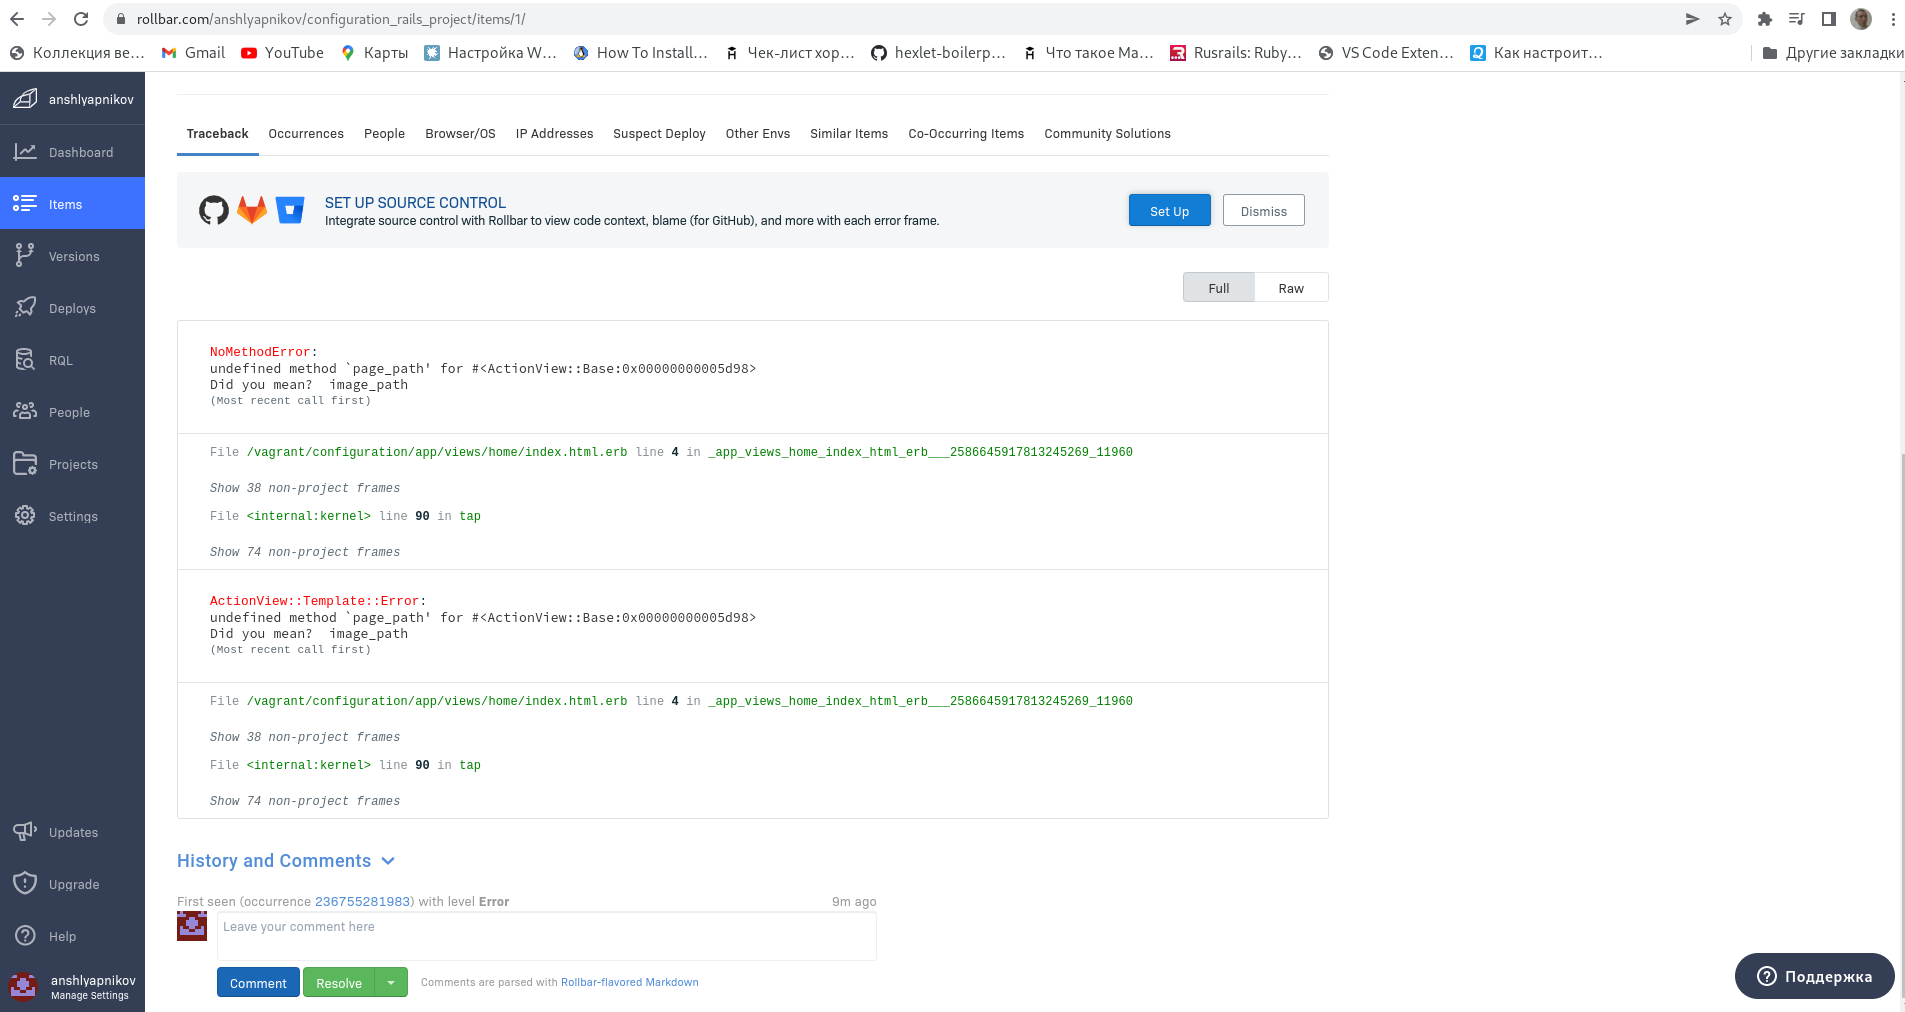 rollbar.com/anshlyapnikov/configuration_rails_project/items/1/
Коллекция ве...
Gmail
YouTube
Карты
Настройка W...
How To Install...
Чек-лист хор...
hexlet-boilerp...
Что такое Ma...
Rusrails: Ruby...
VS Code Exten...
Как настроит...
Другие закладки
anshlyapnikov
Dashboard
Items
Versions
Deploys
RQL
People
Projects
Settings
Updates
Upgrade
Help
anshlyapnikov
Manage Settings
Traceback Occurrences People Browser/OS IP Addresses Suspect Deploy Other Envs Similar Items Co-Occurring Items Community Solutions
SET UP SOURCE CONTROL
Integrate source control with Rollbar to view code context, blame (for GitHub), and more with each error frame.
Set Up Dismiss
Full Raw
NoMethodError:
undefined method `page_path' for #<ActionView::Base:0x00000000005d98>
Did you mean?  image_path
(Most recent call first)
File /vagrant/configuration/app/views/home/index.html.erb line 4 in _app_views_home_index_html_erb___2586645917813245269_11960
Show 38 non-project frames
File <internal:kernel> line 90 in tap
Show 74 non-project frames
ActionView::Template::Error:
undefined method `page_path' for #<ActionView::Base:0x00000000005d98>
Did you mean?  image_path
(Most recent call first)
File /vagrant/configuration/app/views/home/index.html.erb line 4 in _app_views_home_index_html_erb___2586645917813245269_11960
Show 38 non-project frames
File <internal:kernel> line 90 in tap
Show 74 non-project frames
History and Comments
First seen (occurrence 236755281983) with level Error 9m ago
Leave your comment here
Comment Resolve Comments are parsed with Rollbar-flavored Markdown
Поддержка